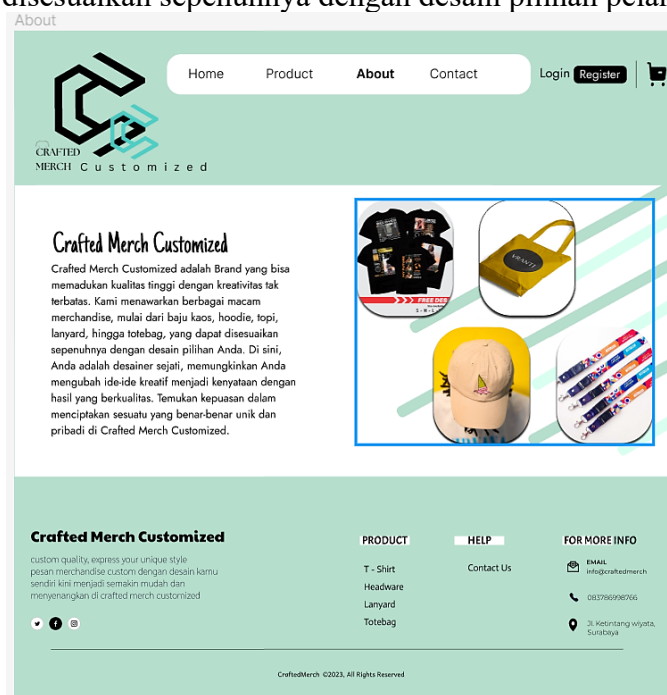 disesuaikan sepenuhnya dengan desain pilihan pelan
About
Home Product About Contact Login Register
CRAFTED
MERCH Customized
Crafted Merch Customized
Crafted Merch Customized adalah Brand yang bisa
memadukan kualitas tinggi dengan kreativitas tak
terbatas. Kami menawarkan berbagai macam
merchandise, mulai dari baju kaos, hoodie, topi,
lanyard, hingga totebag, yang dapat disesuaikan
sepenuhnya dengan desain pilihan Anda. Di sini,
Anda adalah desainer sejati, memungkinkan Anda
mengubah ide-ide kreatif menjadi kenyataan dengan
hasil yang berkualitas. Temukan kepuasan dalam
menciptakan sesuatu yang benar-benar unik dan
pribadi di Crafted Merch Customized.
FREE DES
Crafted Merch Customized
custom quality, express your unique style
pesan merchandise custom dengan desain kamu
sendiri kini menjadi semakin mudah dan
menyenangkan di crafted merch customized
PRODUCT
T - Shirt
Headware
Lanyard
Totebag
HELP
Contact Us
FOR MORE INFO
EMAIL
info@craftedmerch
083786998766
Jl. Ketintang wiyata,
Surabaya
CraftedMerch ©2023, All Rights Reserved